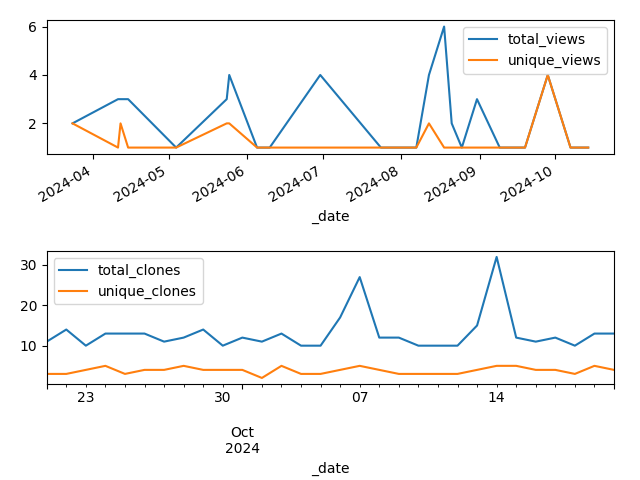 6
4
2
total_views
unique_views
2024-04
2024-05
2024-06
2024-07
2024-08
2024-09
2024-10
_date
30
20
10
total_clones
unique_clones
23
30
07
14
Oct
2024
_date